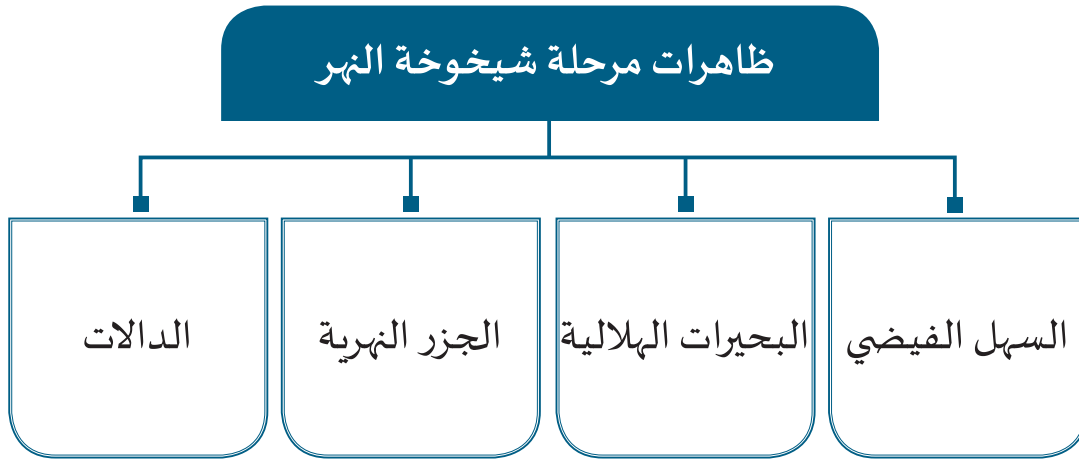 ظاهرات مرحلة شيخوخة النهر
السهل الفيضي
البحيرات الهلالية
الجزر النهرية
الدالات